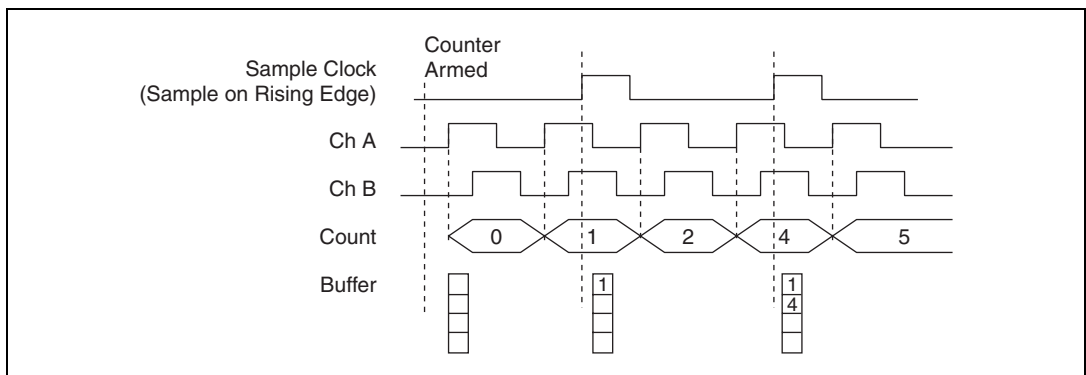 Counter
Armed
Sample Clock
(Sample on Rising Edge)
Ch A
Ch B
Count
0 1 2 4 5
Buffer
1 1
4